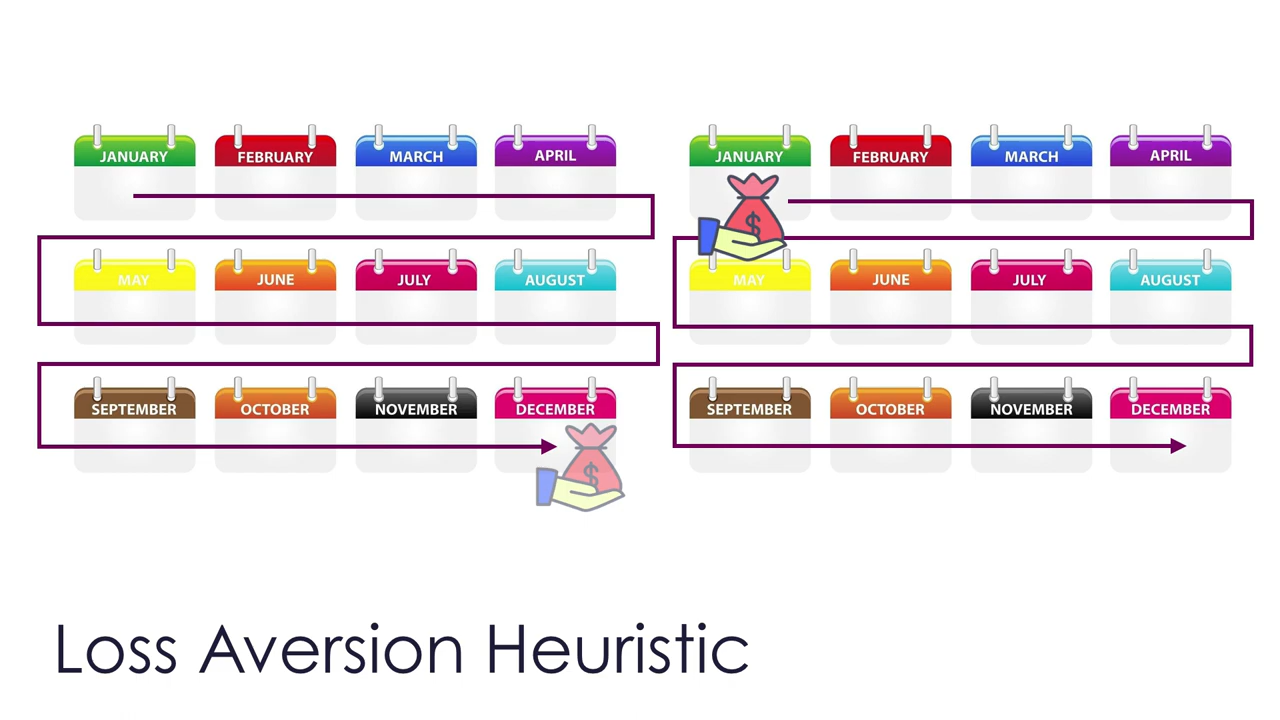 JANUARY FEBRUARY MARCH APRIL
MAY JUNE JULY AUGUST
SEPTEMBER OCTOBER NOVEMBER DECEMBER
$
JANUARY FEBRUARY MARCH APRIL
$
MAY JUNE JULY AUGUST
SEPTEMBER OCTOBER NOVEMBER DECEMBER
Loss Aversion Heuristic